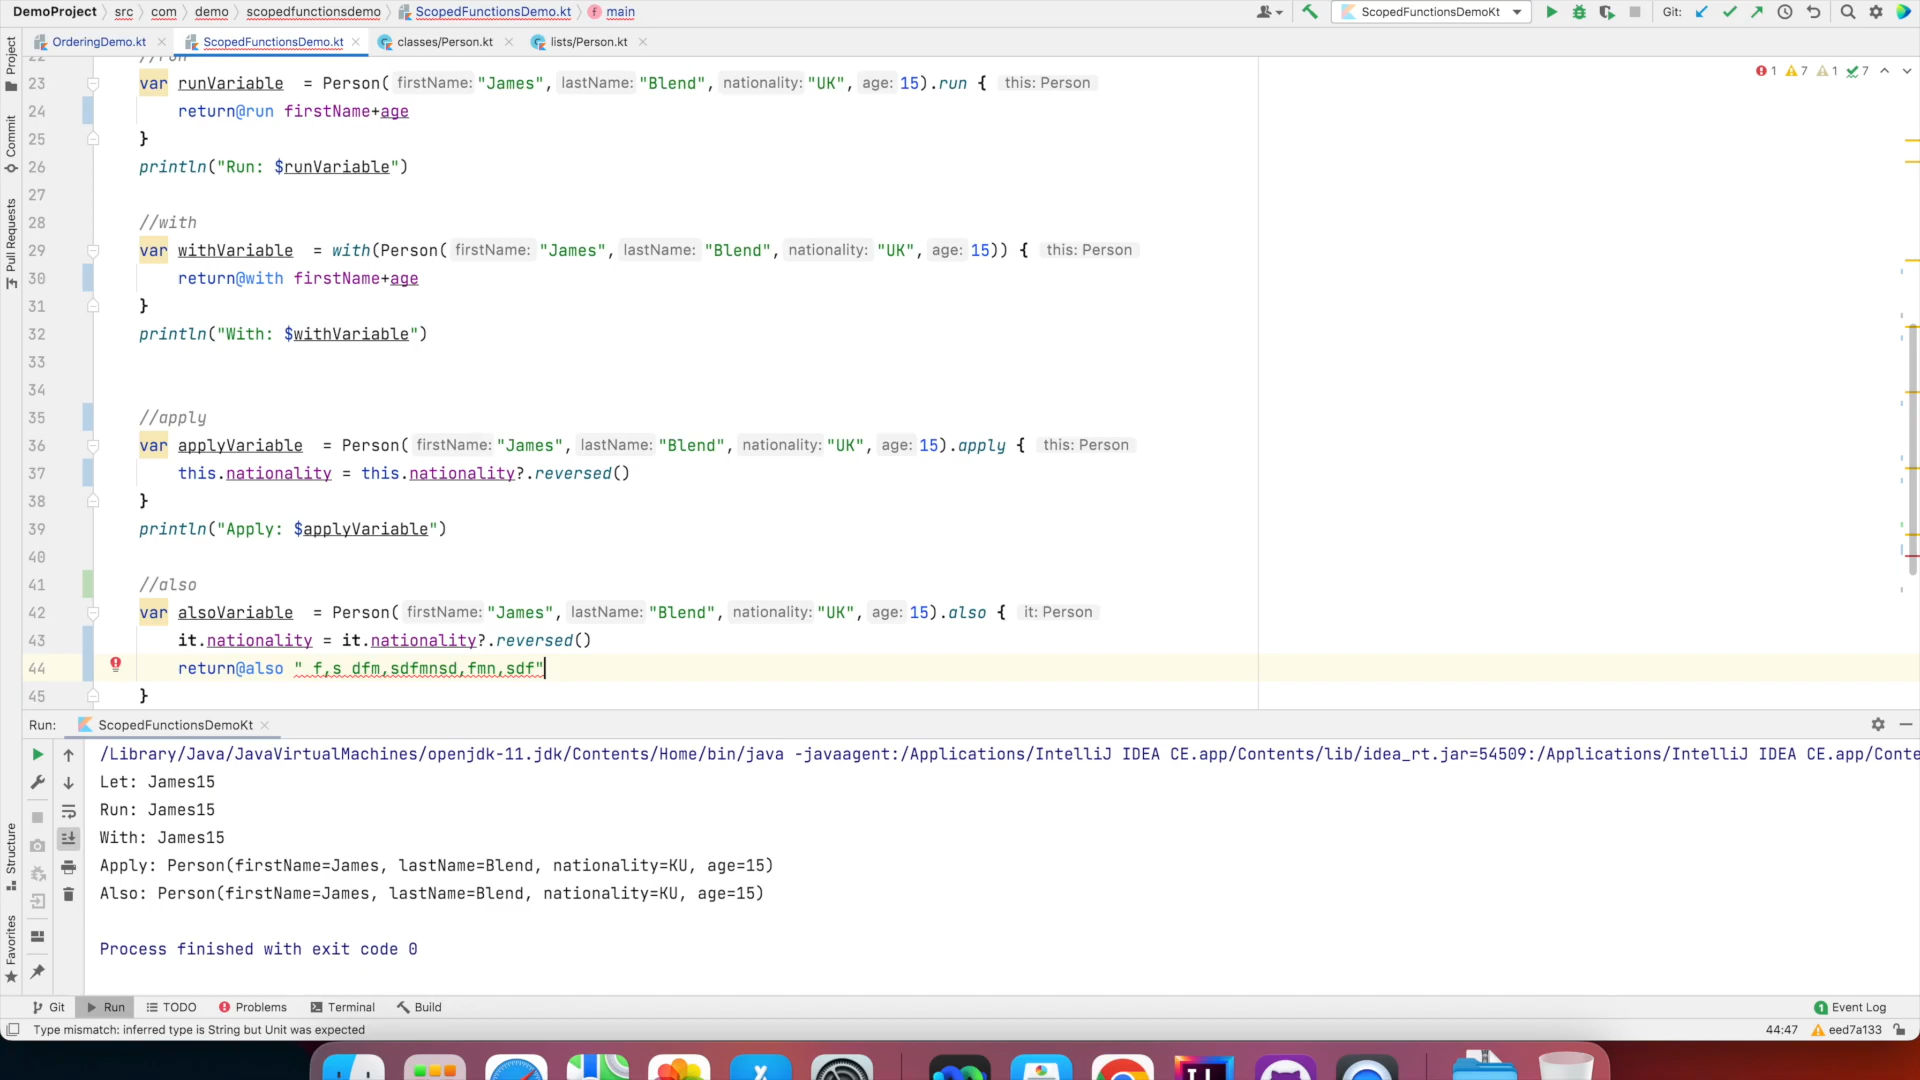 DemoProject src com demo scopedfunctionsdemo ScopedFunctionsDemo.kt main ScopedFunctionsDemoKt Git:
OrderingDemo.kt ScopedFunctionsDemo.kt classes/Person.kt lists/Person.kt
Project
Commit
Pull Requests
Structure
Favorites
1 7 1 7
22 //run
23 var runVariable = Person( firstName: "James", lastName: "Blend", nationality: "UK", age: 15).run { this: Person
24 return@run firstName+age
25 }
26 println("Run: $runVariable")
27
28 //with
29 var withVariable = with(Person( firstName: "James", lastName: "Blend", nationality: "UK", age: 15)) { this: Person
30 return@with firstName+age
31 }
32 println("With: $withVariable")
33
34
35 //apply
36 var applyVariable = Person( firstName: "James", lastName: "Blend", nationality: "UK", age: 15).apply { this: Person
37 this.nationality = this.nationality?.reversed()
38 }
39 println("Apply: $applyVariable")
40
41 //also
42 var alsoVariable = Person( firstName: "James", lastName: "Blend", nationality: "UK", age: 15).also { it: Person
43 it.nationality = it.nationality?.reversed()
44 return@also " f,s dfm,sdfmnsd,fmn,sdf"
45 }
Run: ScopedFunctionsDemoKt
/Library/Java/JavaVirtualMachines/openjdk-11.jdk/Contents/Home/bin/java -javaagent:/Applications/IntelliJ IDEA CE.app/Contents/lib/idea_rt.jar=54509:/Applications/IntelliJ IDEA CE.app/Conte
Let: James15
Run: James15
With: James15
Apply: Person(firstName=James, lastName=Blend, nationality=KU, age=15)
Also: Person(firstName=James, lastName=Blend, nationality=KU, age=15)
Process finished with exit code 0
Git Run TODO Problems Terminal Build 1 Event Log
Type mismatch: inferred type is String but Unit was expected 44:47 eed7a133